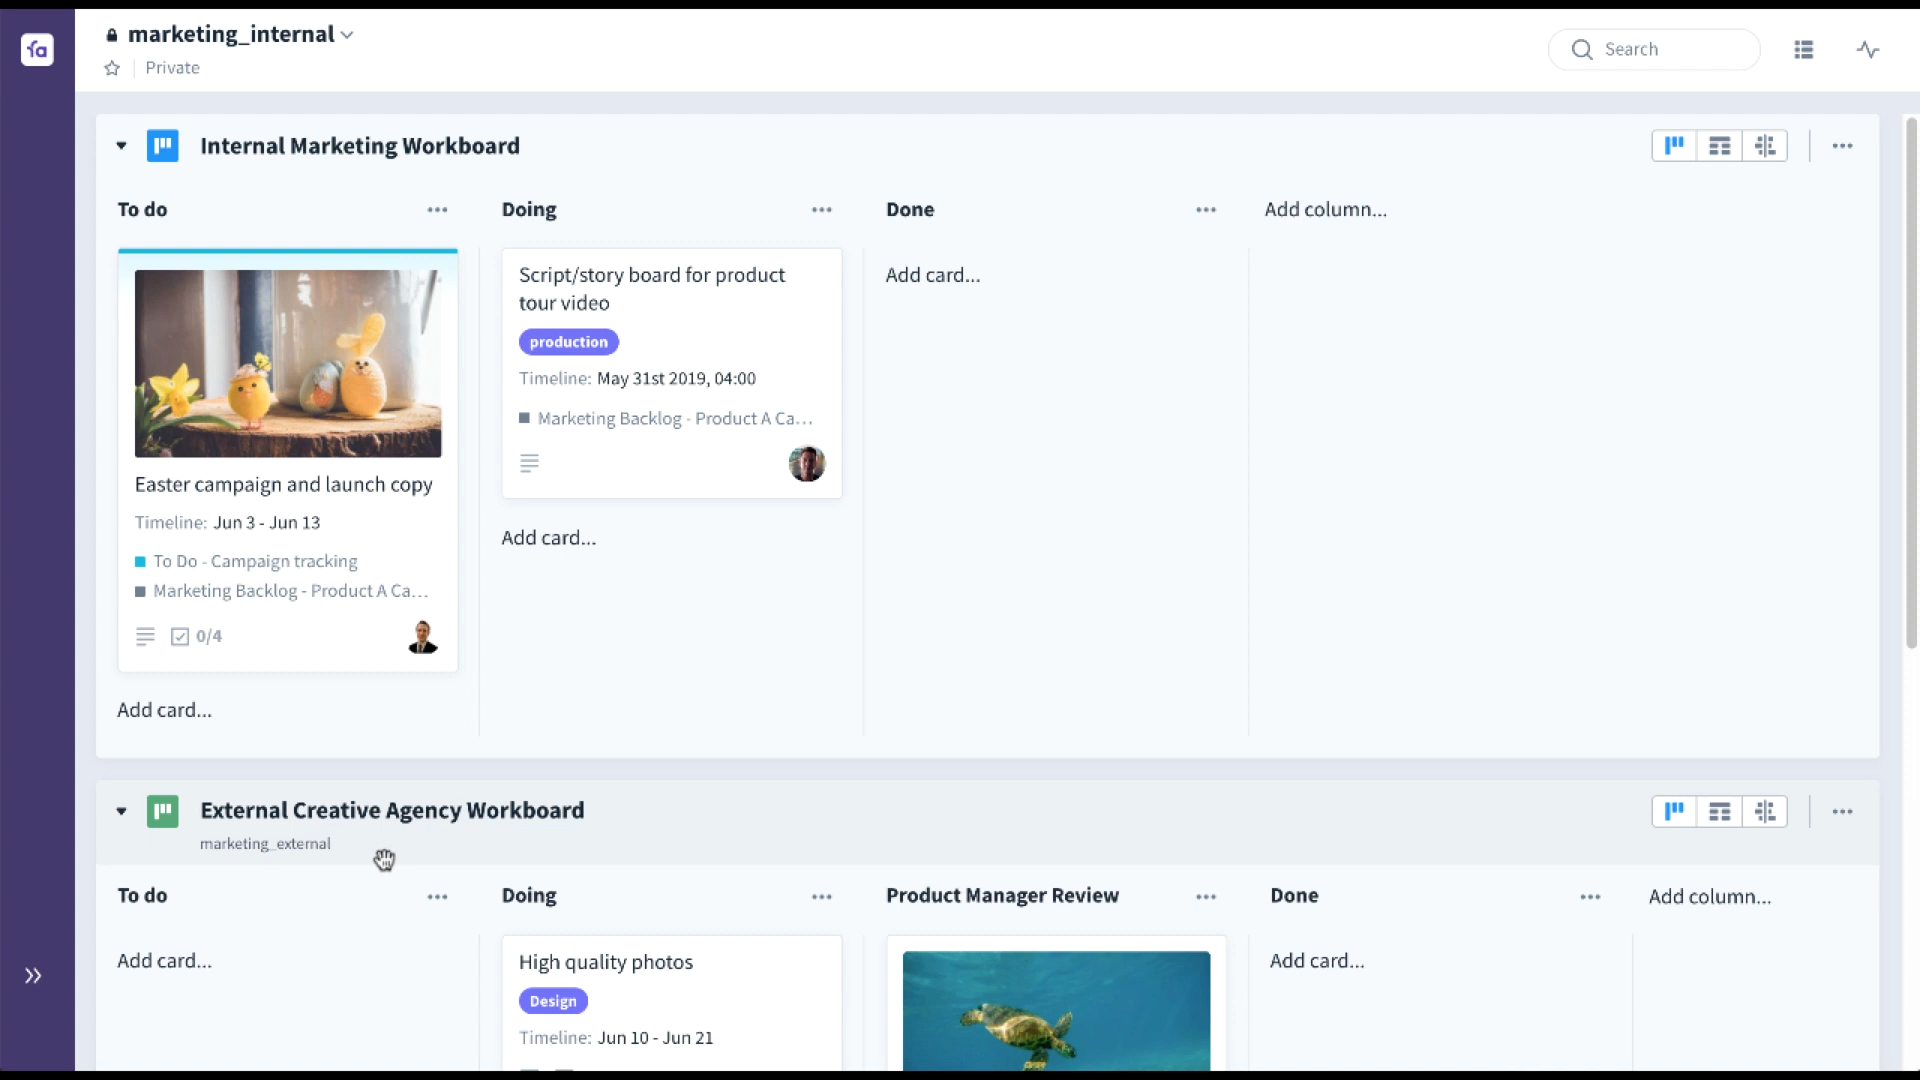 fa
marketing_internal
Private
Search
Internal Marketing Workboard
To do
Doing
Done
Add column...
Easter campaign and launch copy
Timeline: Jun 3 - Jun 13
To Do - Campaign tracking
Marketing Backlog - Product A Ca...
0/4
Add card...
Script/story board for product
tour video
production
Timeline: May 31st 2019, 04:00
Marketing Backlog - Product A Ca...
Add card...
Add card...
External Creative Agency Workboard
marketing_external
To do
Doing
Product Manager Review
Done
Add column...
Add card...
High quality photos
Design
Timeline: Jun 10 - Jun 21
Add card...